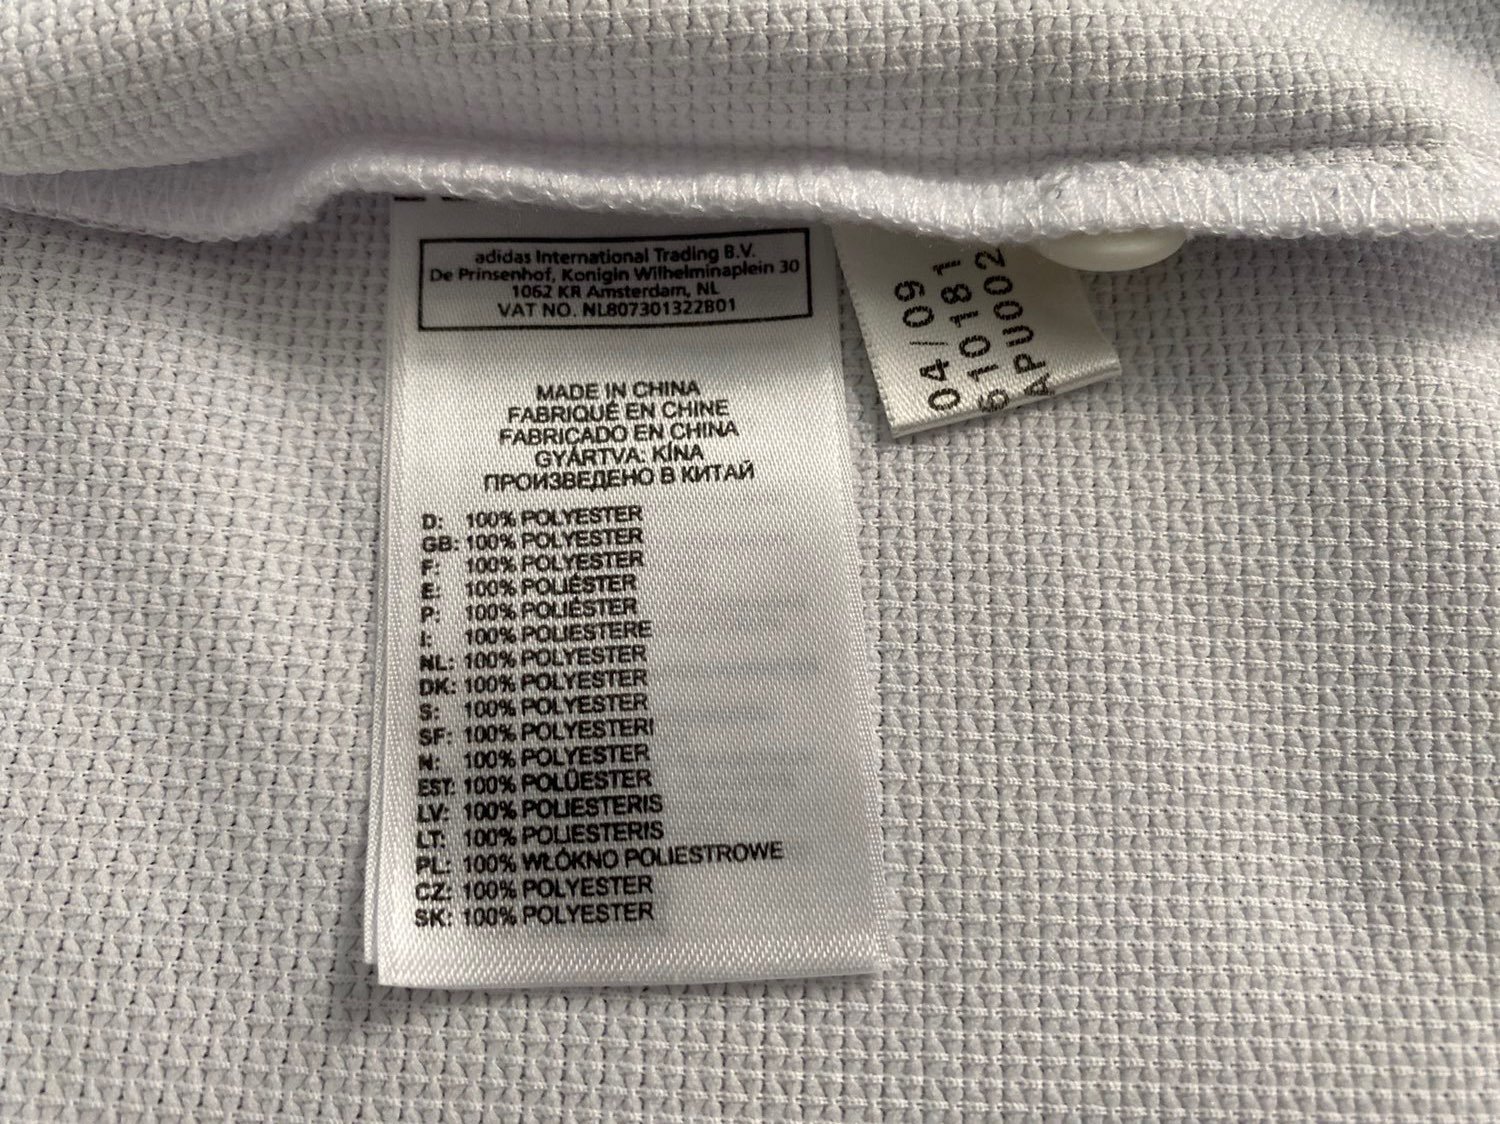 adidas International Trading B.V.
De Prinsenhof, Konigin Wilhelminaplein 30
1062 KR Amsterdam, NL
VAT NO. NL807301322B01
MADE IN CHINA
FABRIQUÉ EN CHINE
FABRICADO EN CHINA
GYÁRTVA: KÍNA
ПРОИЗВЕДЕНО В КИТАЙ
D: 100% POLYESTER
GB: 100% POLYESTER
F: 100% POLYESTER
E: 100% POLIÉSTER
P: 100% POLIÉSTER
I: 100% POLIESTERE
NL: 100% POLYESTER
DK: 100% POLYESTER
S: 100% POLYESTER
SF: 100% POLYESTERI
N: 100% POLYESTER
EST: 100% POLÜESTER
LV: 100% POLIESTERIS
LT: 100% POLIESTERIS
PL: 100% WŁÓKNO POLIESTROWE
CZ: 100% POLYESTER
SK: 100% POLYESTER
04/09
610181
APU002